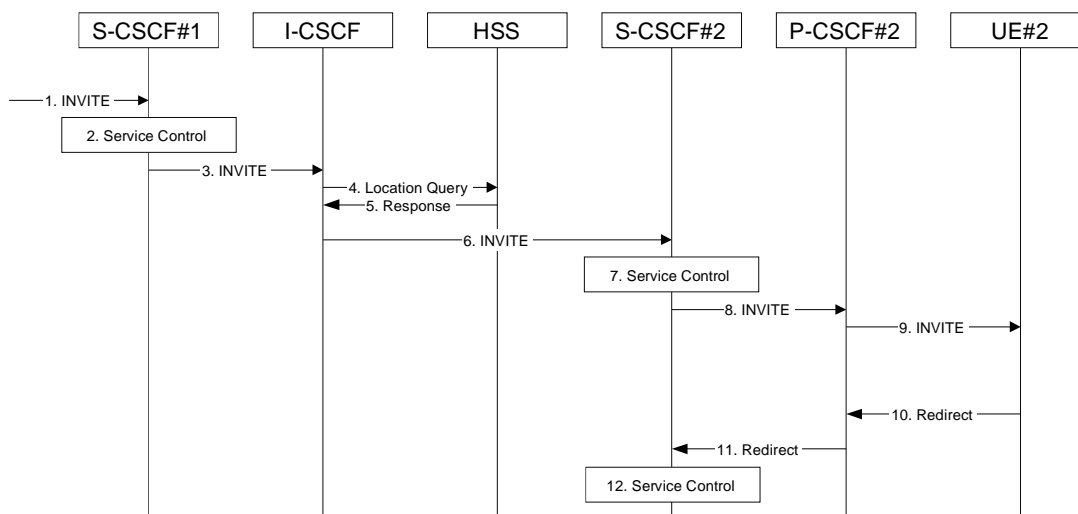 S-CSCF#1 I-CSCF HSS S-CSCF#2 P-CSCF#2 UE#2
1. INVITE
2. Service Control
3. INVITE
4. Location Query
5. Response
6. INVITE
7. Service Control
8. INVITE
9. INVITE
10. Redirect
11. Redirect
12. Service Control